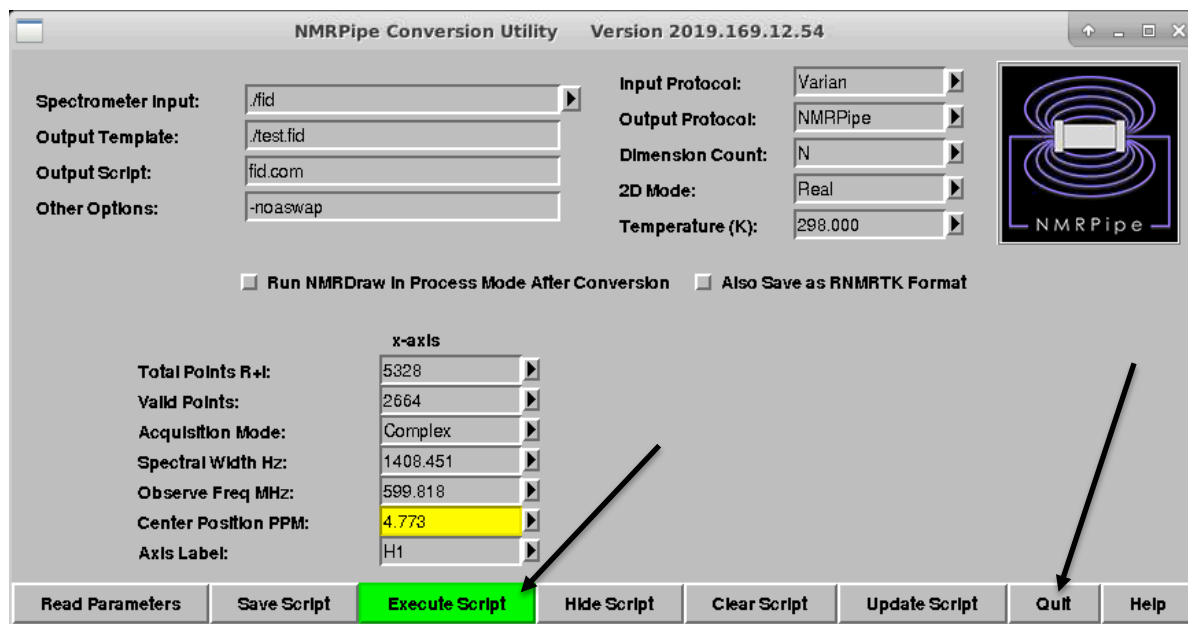 NMRPipe Conversion Utility Version 2019.169.12.54
Spectrometer Input: ./fid
Output Template: ./test.fid
Output Script: fid.com
Other Options: -noaswap
Input Protocol: Varian
Output Protocol: NMRPipe
Dimension Count: N
2D Mode: Real
Temperature (K): 298.000
NMRPipe
Run NMRDraw in Process Mode After Conversion Also Save as RNMRTK Format
x-axis
Total Points R+I: 5328
Valid Points: 2664
Acquisition Mode: Complex
Spectral Width Hz: 1408.451
Observe Freq MHz: 599.818
Center Position PPM: 4.773
Axis Label: H1
Read Parameters Save Script Execute Script Hide Script Clear Script Update Script Quit Help